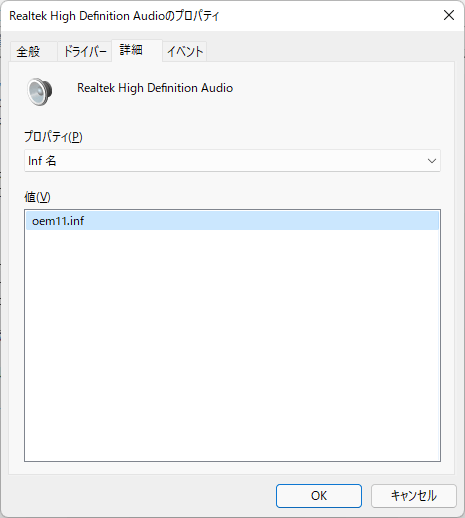 Realtek High Definition Audioのプロパティ
全般 ドライバー 詳細 イベント
Realtek High Definition Audio
プロパティ(P)
Inf 名
値(V)
oem11.inf
OK キャンセル